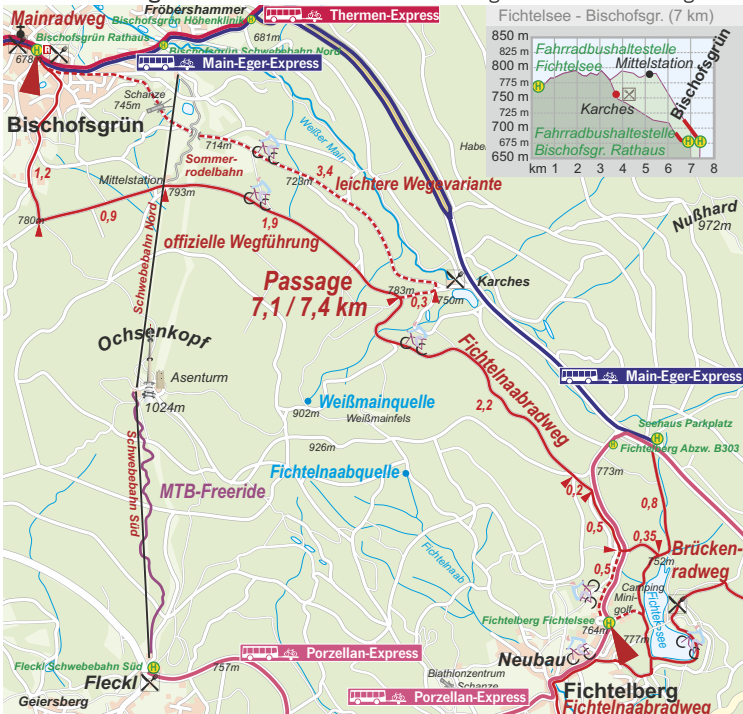 Mainradweg
Fröbershammer
Bischofsgrün Höhenklinik
681m
Thermen-Express
Fichtelsee - Bischofsgr. (7 km)
Bischofsgrün Rathaus
678m
Bischofsgrün Schwebebahn Nord
Main-Eger-Express
850 m
825 m
800 m
775 m
750 m
725 m
700 m
675 m
650 m
Fahrradbushaltestelle
Fichtelsee
Mittelstation
Bischofsgrün
Karches
Fahrradbushaltestelle
Bischofsgr. Rathaus
km 1 2 3 4 5 6 7 8
Schanze
745m
Bischofsgrün
Weißer Main
714m
Habe
Sommer-
rodelbahn
723m
3,4
leichtere Wegevariante
1,2
Mittelstation
793m
0,9
780m
1,9
offizielle Wegführung
Nußhard
972m
Schwebebahn Nord
Passage
7,1 / 7,4 km
783m
0,3
750m
Karches
Ochsenkopf
Asenturm
1024m
Fichtelnaabradweg
2,2
Main-Eger-Express
Weißmainquelle
902m
Weißmainfels
926m
Seehaus Parkplatz
Fichtelberg Abzw. B303
773m
Schwebebahn Süd
MTB-Freeride
Fichtelnaabquelle
0,2
0,8
0,5
0,35
Brücken-
radweg
752m
Fichtelnaab
0,5
Camping
Mini-
golf
Fichtelsee
Fichtelberg Fichtelsee
764m
777m
Fleckl Schwebebahn Süd
757m
Porzellan-Express
Neubau
Fleckl
Geiersberg
Biathlonzentrum
Schanze
Porzellan-Express
Fichtelberg
Fichtelnaabradweg